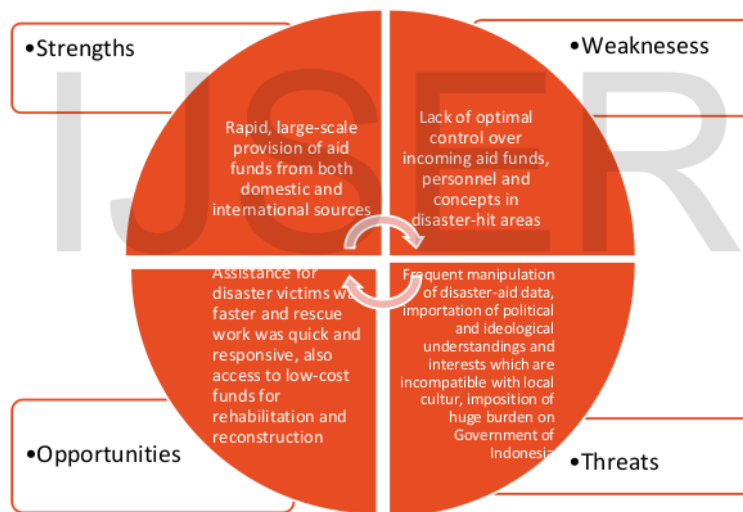 •Strengths
•Weaknesess
IJSER
Rapid, large-scale
provision of aid
funds from both
domestic and
international sources
Lack of optimal
control over
incoming aid funds,
personnel and
concepts in
disaster-hit areas
Assistance for
disaster victims
faster and rescue
work was quick and
responsive, also
access to low-cost
funds for
rehabilitation and
reconstruction
Frequent manipulation
of disaster-aid data,
importation of political
and ideological
understandings and
interests which are
incompatible with local
cultur, imposition of
huge burden on
Government of
Indonesia
•Opportunities
•Threats